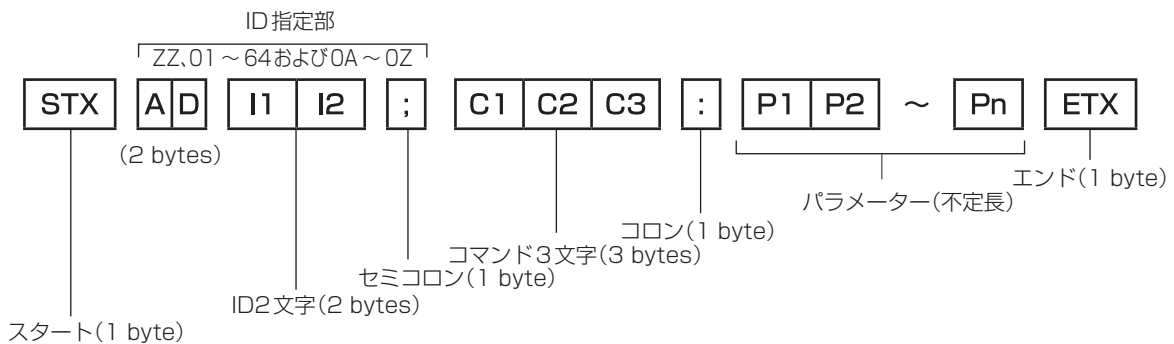 ID指定部
ZZ、01～64および0A～0Z
STX A D I1 I2 ; C1 C2 C3 : P1 P2 ～ Pn ETX
(2 bytes)
エンド(1 byte)
パラメーター(不定長)
コロン(1 byte)
コマンド3文字(3 bytes)
セミコロン(1 byte)
ID2文字(2 bytes)
スタート(1 byte)